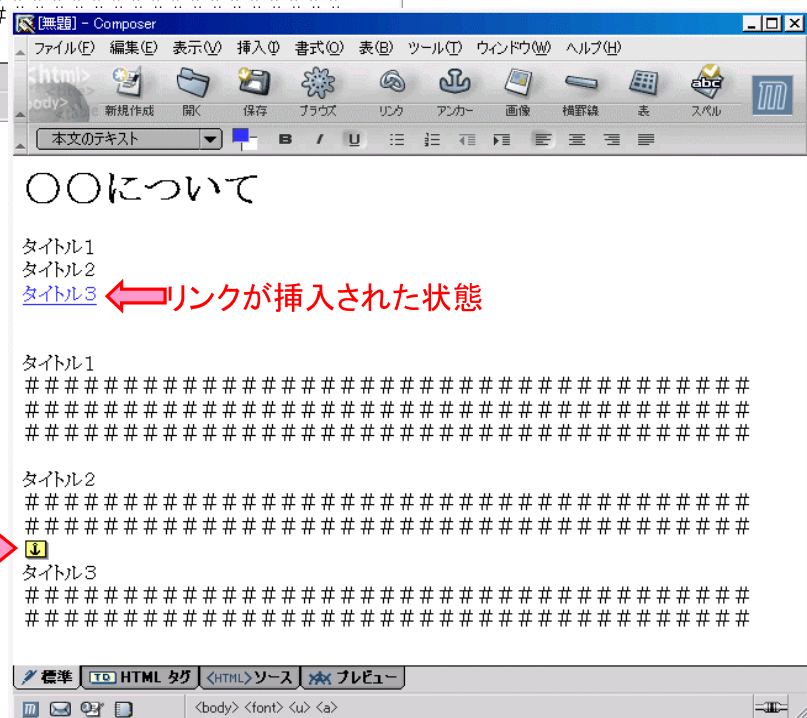 [無題] - Composer
ファイル(F) 編集(E) 表示(V) 挿入(I) 書式(O) 表(B) ツール(T) ウィンドウ(W) ヘルプ(H)
新規作成 開く 保存 ブラウズ リンク アンカー 画像 横罫線 表 スペル
本文のテキスト B I U
〇〇について
タイトル1
タイトル2
タイトル3 リンクが挿入された状態
タイトル1
#####################################
#####################################
#####################################
タイトル2
#####################################
#####################################
タイトル3
#####################################
#####################################
標準 HTML タグ <HTML>ソース プレビュー
<body> <font> <u> <a>